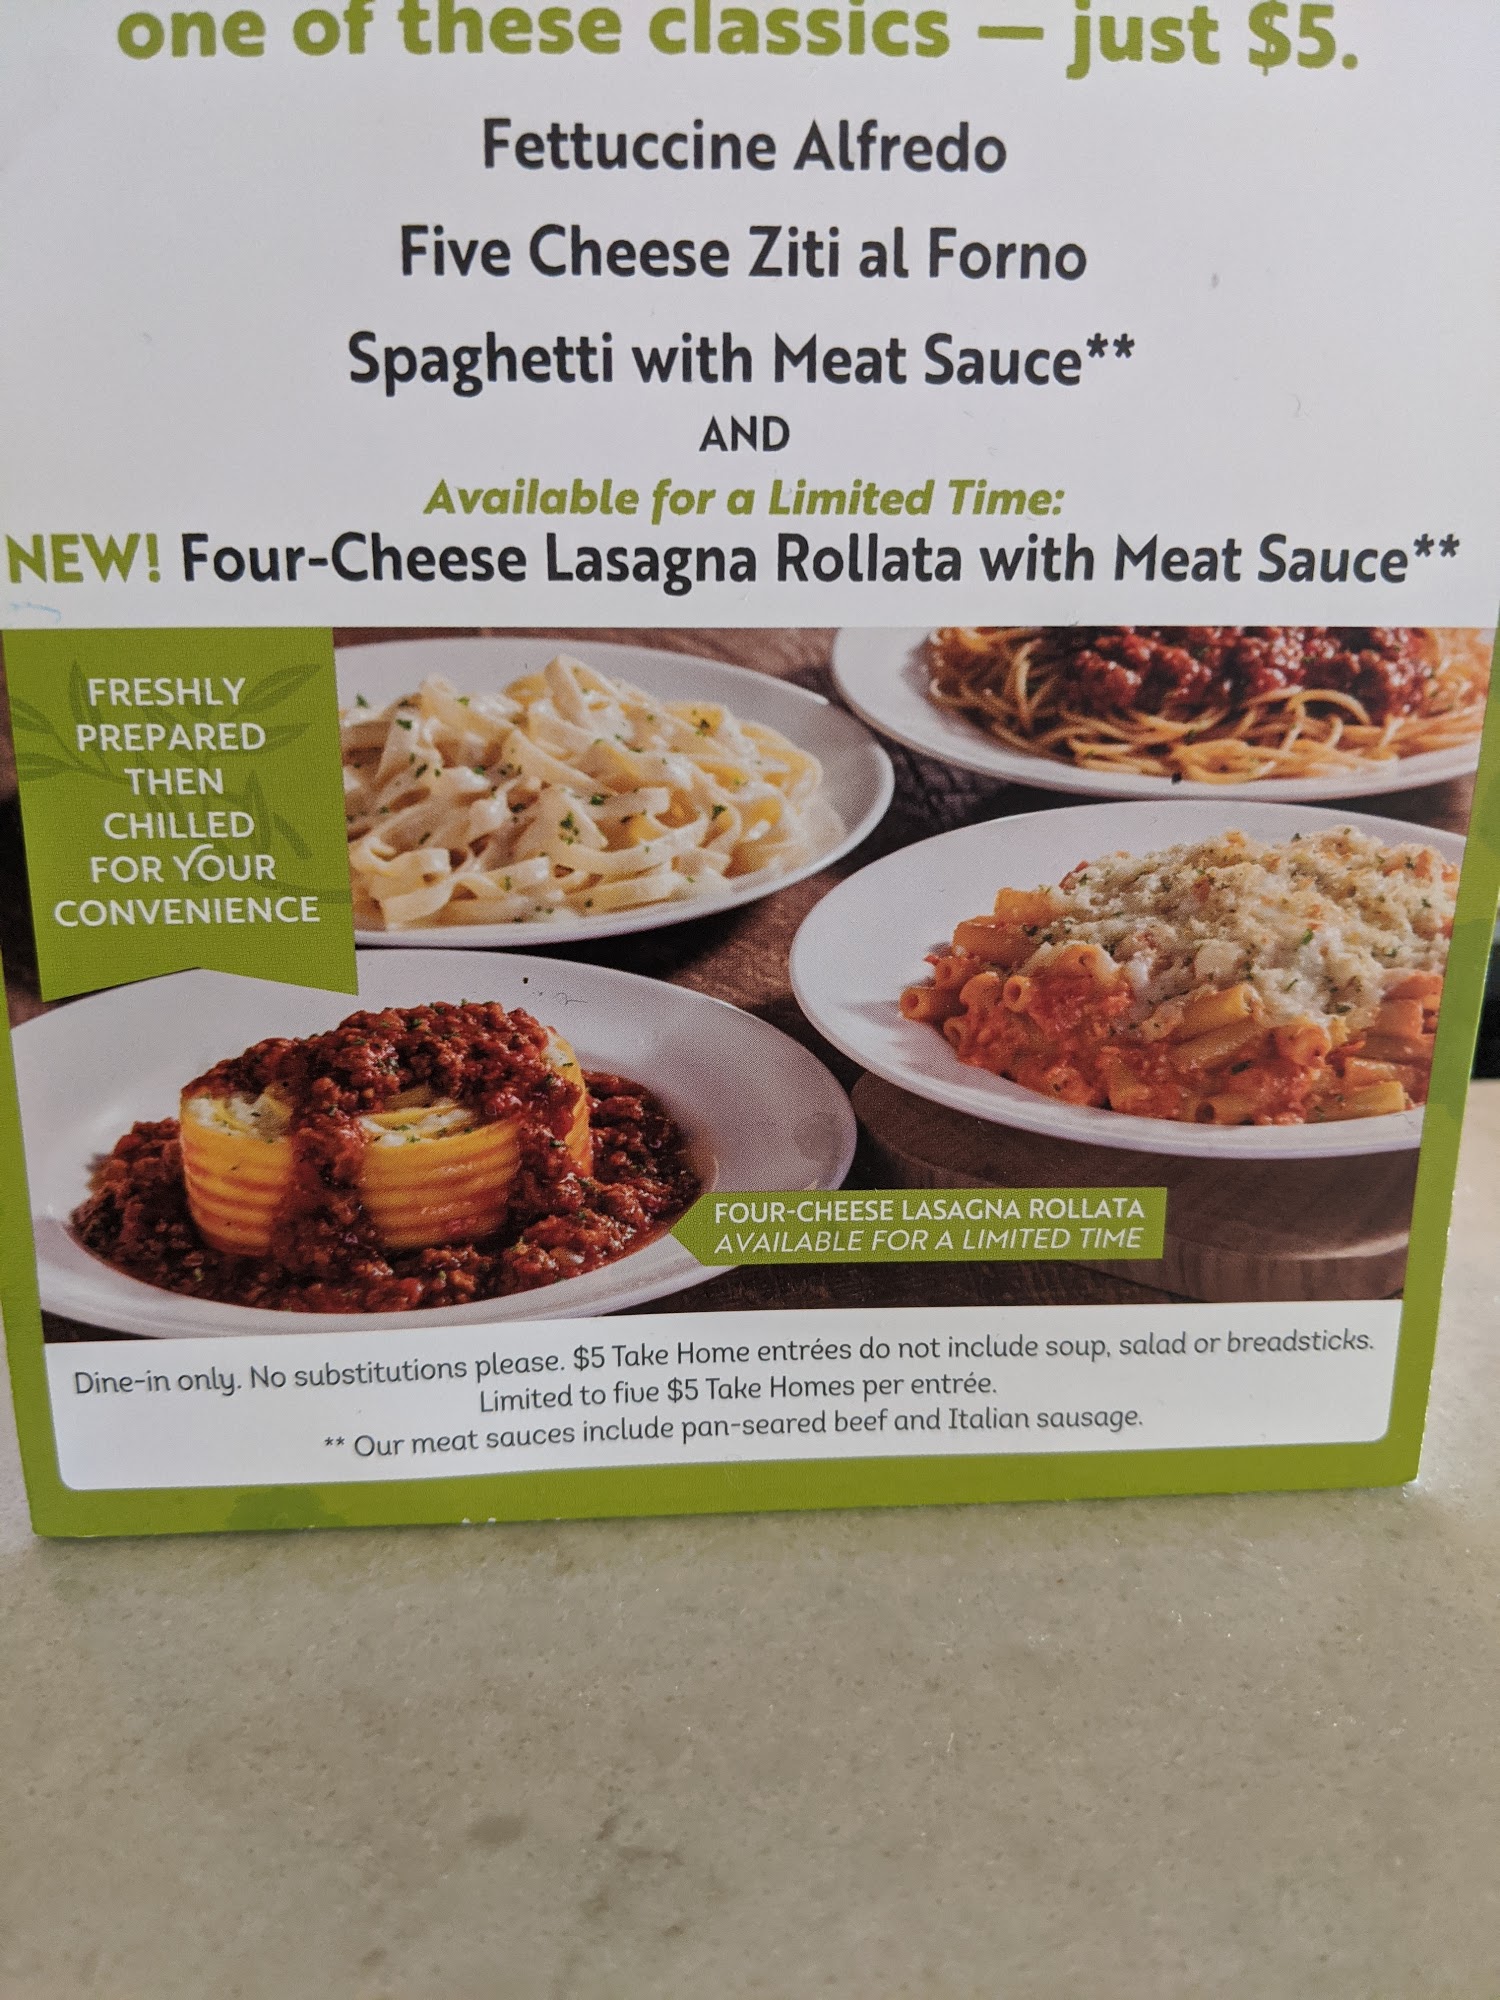 one of these classics — just $5.
Fettuccine Alfredo
Five Cheese Ziti al Forno
Spaghetti with Meat Sauce**
AND
Available for a Limited Time:
NEW! Four-Cheese Lasagna Rollata with Meat Sauce**
FRESHLY
PREPARED
THEN
CHILLED
FOR YOUR
CONVENIENCE
FOUR-CHEESE LASAGNA ROLLATA
AVAILABLE FOR A LIMITED TIME
Dine-in only. No substitutions please. $5 Take Home entrées do not include soup, salad or breadsticks.
Limited to five $5 Take Homes per entrée.
** Our meat sauces include pan-seared beef and Italian sausage.